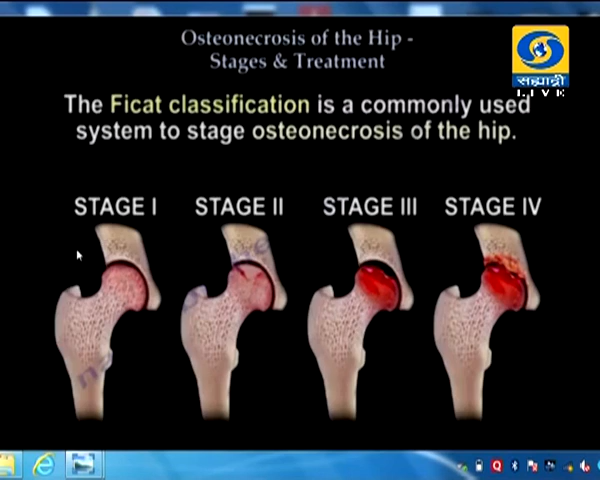 Osteonecrosis of the Hip -
Stages & Treatment
सह्याद्री
LIVE
The Ficat classification is a commonly used
system to stage osteonecrosis of the hip.
STAGE I
STAGE II
STAGE III
STAGE IV